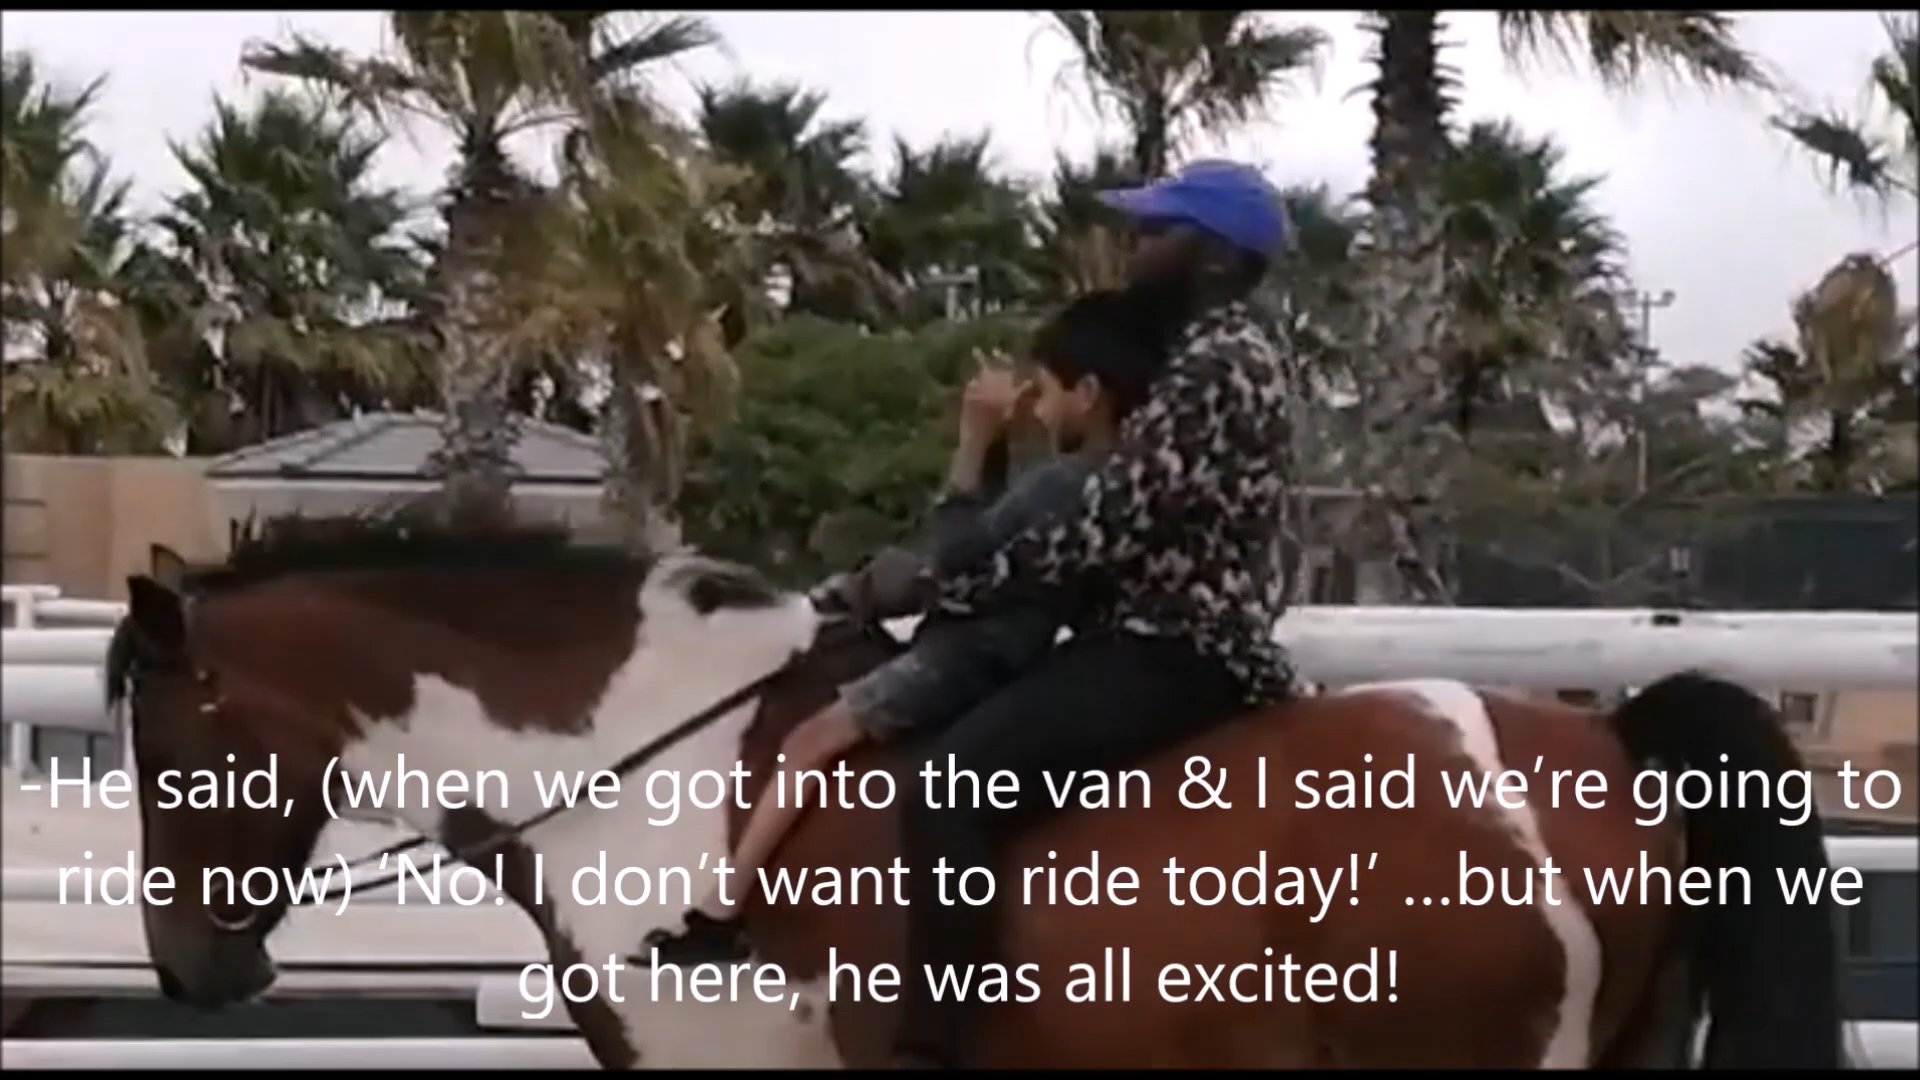 -He said, (when we got into the van & I said we’re going to
ride now) ‘No! I don’t want to ride today!’ ...but when we
got here, he was all excited!